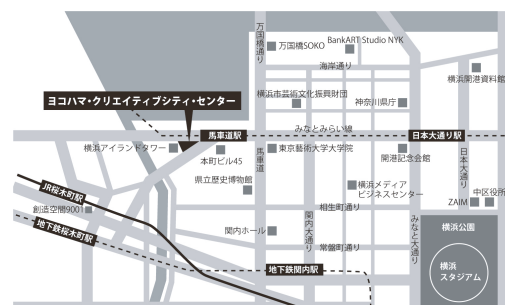 万国橋通り
万国橋SOKO
BankART Studio NYK
海岸通り
横浜開港資料館
ヨコハマ・クリエイティブシティ・センター
横浜市芸術文化振興財団
神奈川県庁
みなとみらい線
馬車道駅
日本大通り駅
横浜アイランドタワー
本町ビル45
馬車道
東京藝術大学大学院
開港記念会館
日本大通り
県立歴史博物館
横浜メディア
ビジネスセンター
JR桜木町駅
創造空間9001
相生町通り
ZAIM
中区役所
地下鉄桜木町駅
関内ホール
関内大通り
みなと大通り
横浜公園
常盤町通り
地下鉄関内駅
横浜
スタジアム